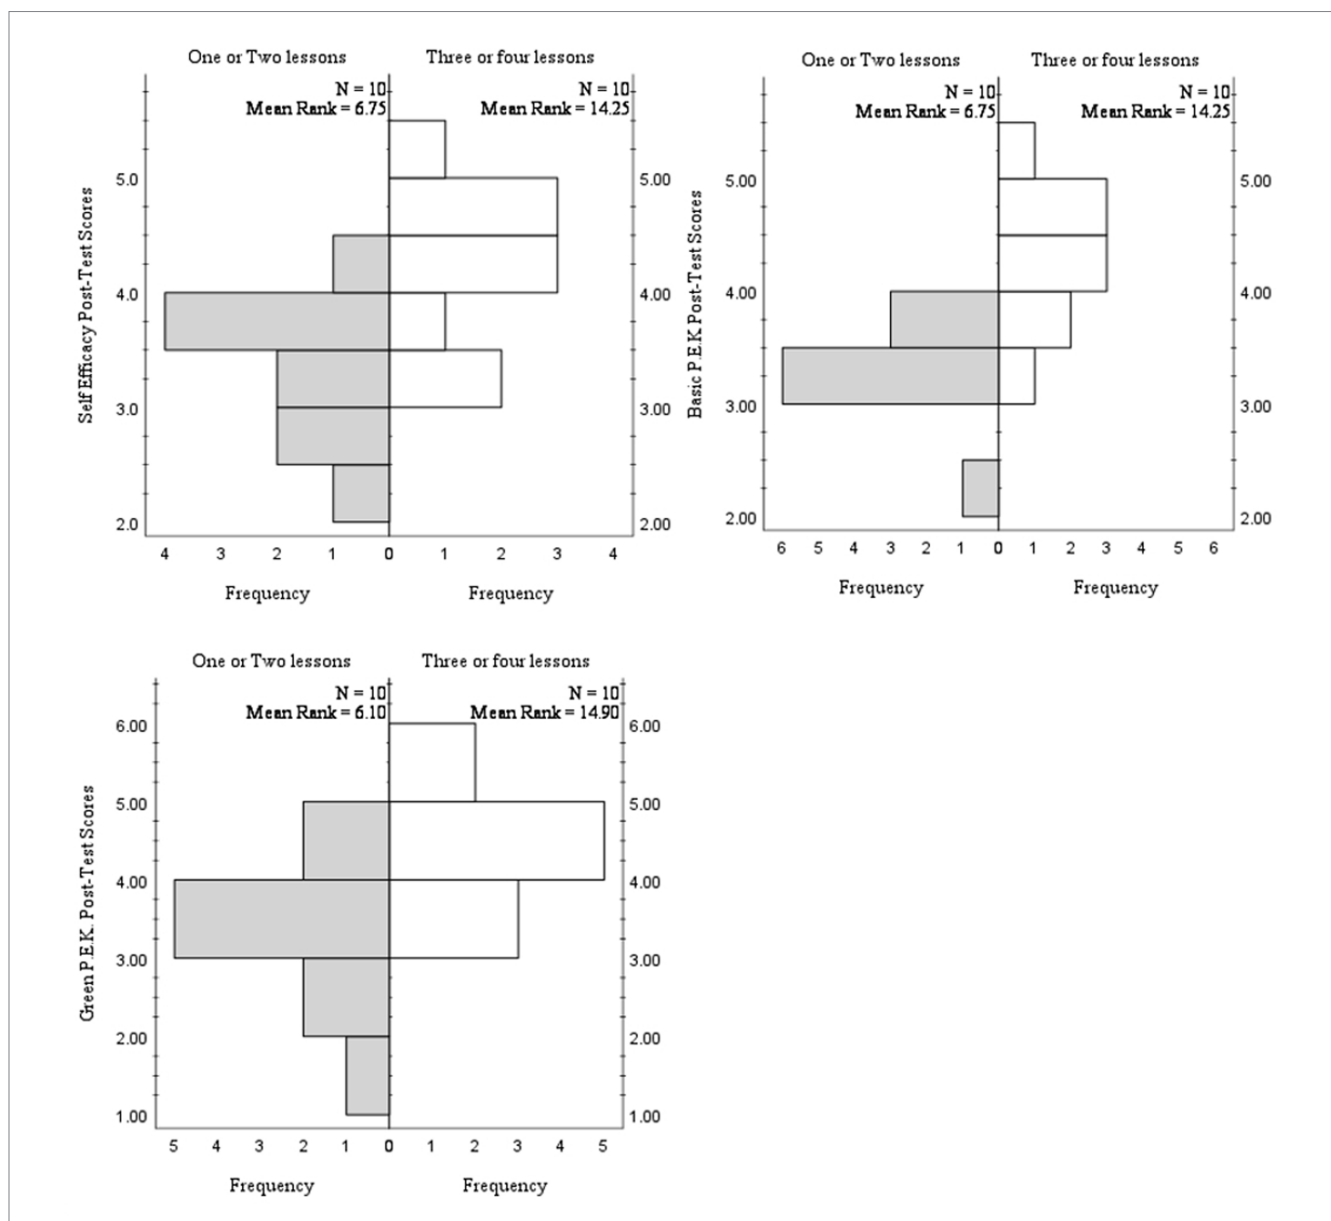 One or Two lessons Three or four lessons
N = 10 N = 10
Mean Rank = 6.75 Mean Rank = 14.25
Self Efficacy Post-Test Scores
5.0 5.00
4.0 4.00
3.0 3.00
2.0 2.00
4 3 2 1 0 1 2 3 4
Frequency Frequency
One or Two lessons Three or four lessons
N = 10 N = 10
Mean Rank = 6.75 Mean Rank = 14.25
Basic P.E.K Post-Test Scores
5.00 5.00
4.00 4.00
3.00 3.00
2.00 2.00
6 5 4 3 2 1 0 1 2 3 4 5 6
Frequency Frequency
One or Two lessons Three or four lessons
N = 10 N = 10
Mean Rank = 6.10 Mean Rank = 14.90
Green P.E.K. Post-Test Scores
6.00 6.00
5.00 5.00
4.00 4.00
3.00 3.00
2.00 2.00
1.00 1.00
5 4 3 2 1 0 1 2 3 4 5
Frequency Frequency